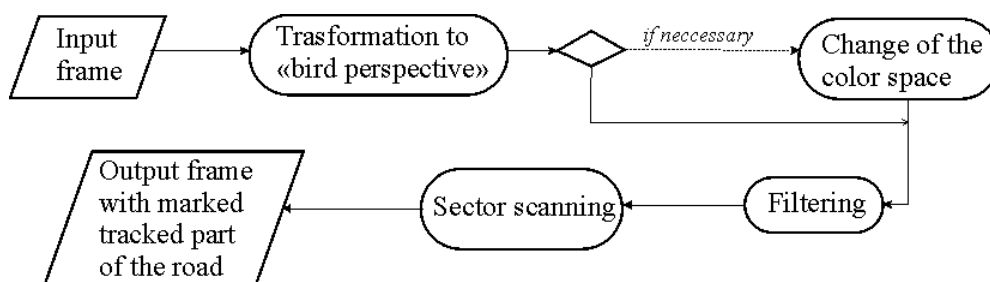 Input
frame
Trasformation to
«bird perspective»
if neccessary
Change of the
color space
Filtering
Sector scanning
Output frame
with marked
tracked part
of the road